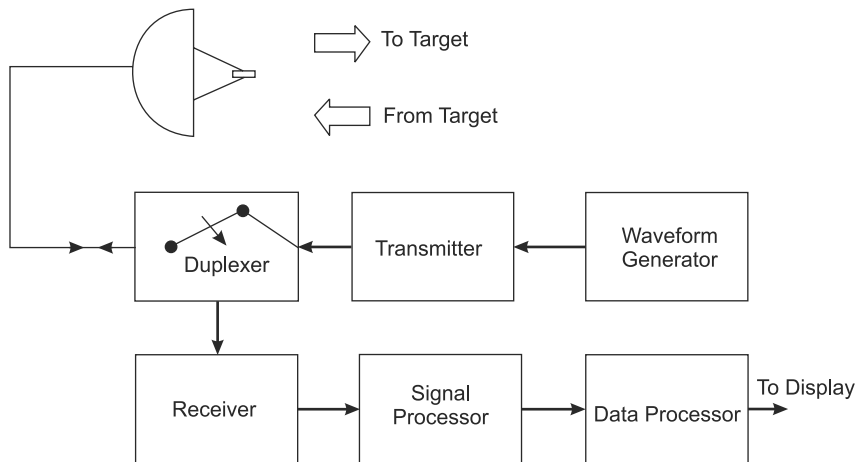 To Target
From Target
Duplexer
Transmitter
Waveform
Generator
Receiver
Signal
Processor
Data Processor
To Display